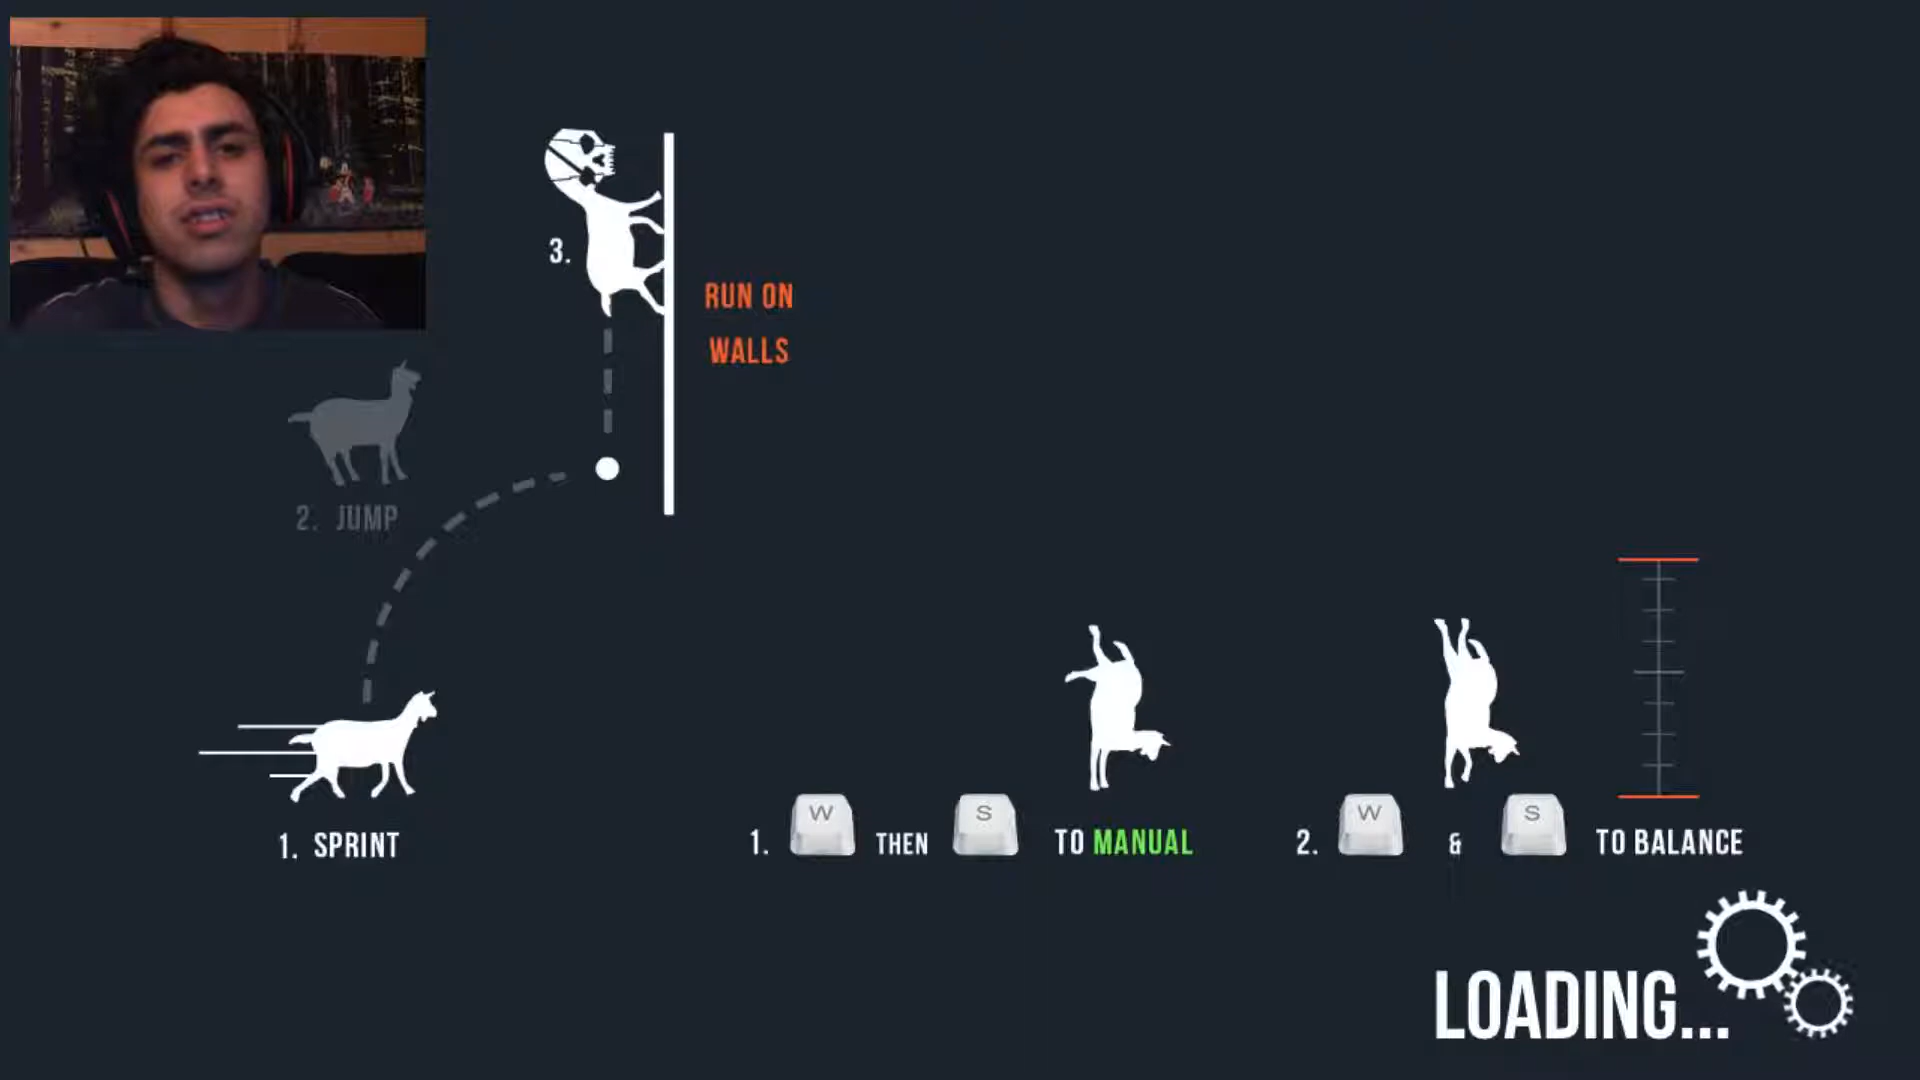 3.
RUN ON
WALLS
2. JUMP
1. SPRINT
1. W THEN S TO MANUAL
2. W & S TO BALANCE
LOADING...